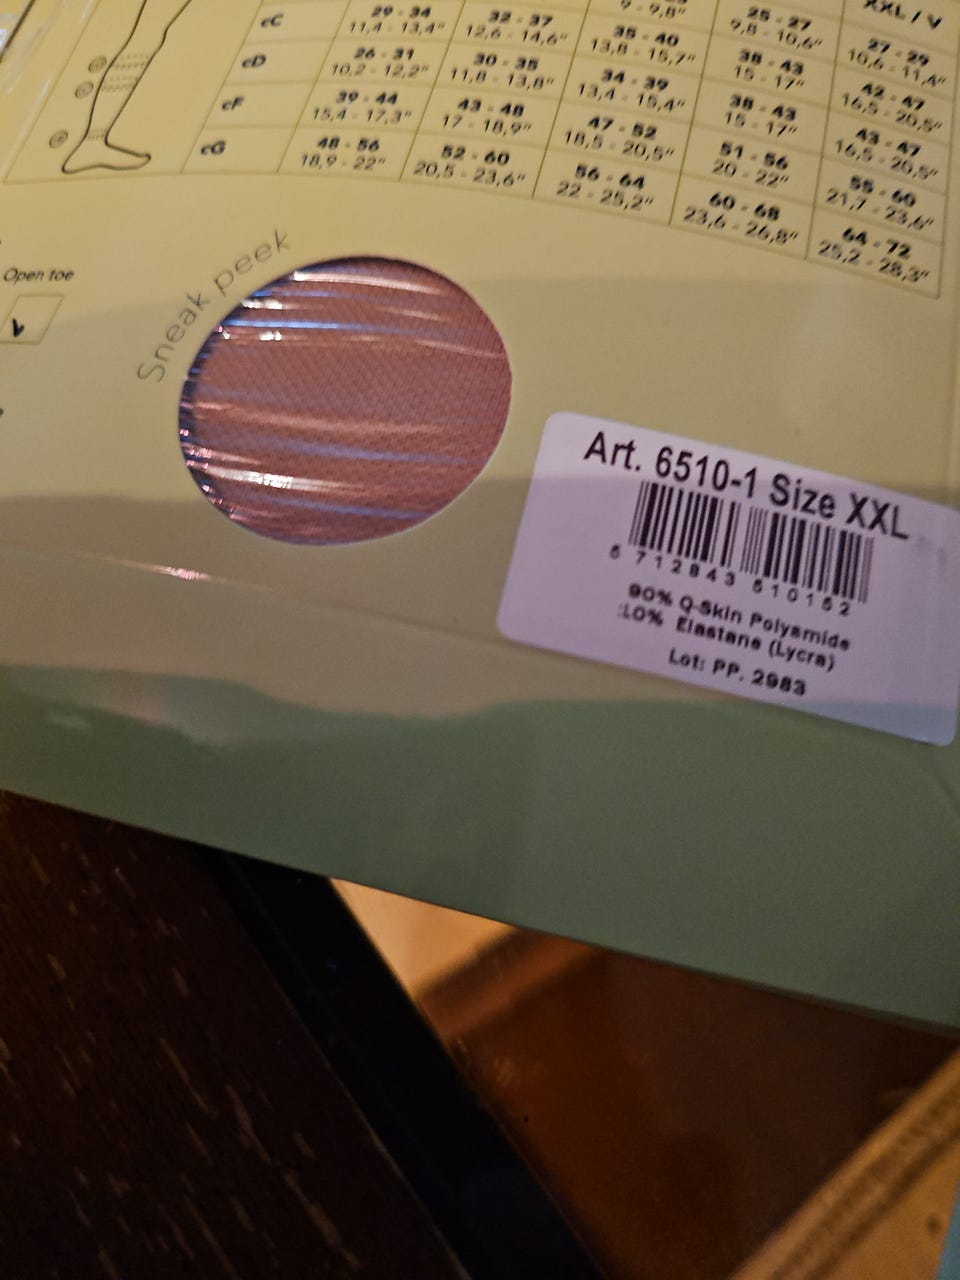 XXL / V
9 - 9,8" 25 - 27 27 - 29
9,8 - 10,6" 10,6 - 11,4"
cC 29 - 34 32 - 37 35 - 40 38 - 43 42 - 47
11,4 - 13,4" 12,6 - 14,6" 13,8 - 15,7" 15 - 17" 16,5 - 20,5"
cD 26 - 31 30 - 35 34 - 39 38 - 43 43 - 47
10,2 - 12,2" 11,8 - 13,8" 13,4 - 15,4" 15 - 17" 16,5 - 20,5"
cF 39 - 44 43 - 48 47 - 52 51 - 56 55 - 60
15,4 - 17,3" 17 - 18,9" 18,5 - 20,5" 20 - 22" 21,7 - 23,6"
cG 48 - 56 52 - 60 56 - 64 60 - 68 64 - 72
18,9 - 22" 20,5 - 23,6" 22 - 25,2" 23,6 - 26,8" 25,2 - 28,3"
Open toe
Sneak peek
Art. 6510-1 Size XXL
5 712843 510152
90% Q-Skin Polyamide
10% Elastane (Lycra)
Lot: PP. 2983